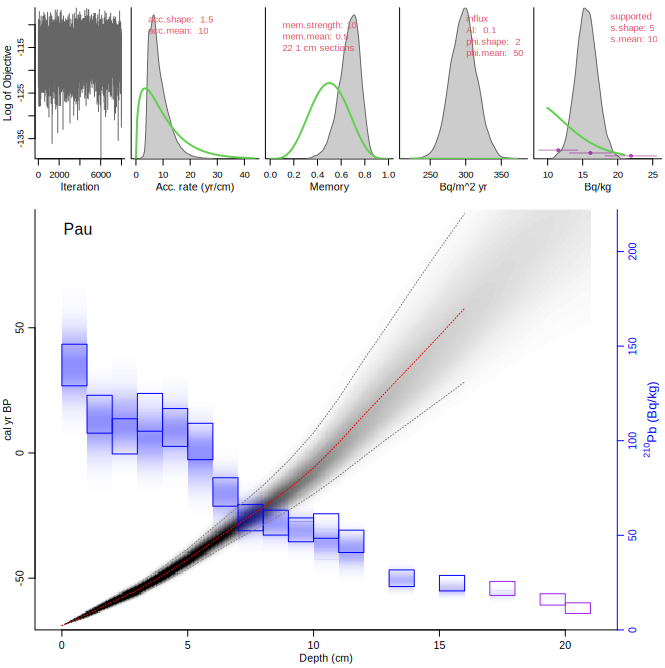 Log of Objective
-115
-125
-135
0 2000 6000
Iteration
acc.shape: 1.5
acc.mean: 10
0 10 20 30 40
Acc. rate (yr/cm)
mem.strength: 10
mem.mean: 0.5
22 1 cm sections
0.0 0.2 0.4 0.6 0.8 1.0
Memory
Influx
Al: 0.1
phi.shape: 2
phi.mean: 50
250 300 350
Bq/m^2 yr
supported
s.shape: 5
s.mean: 10
10 15 20 25
Bq/kg
Pau
cal yr BP
50
0
-50
0 5 10 15 20
Depth (cm)
200
150
100
50
0
210Pb (Bq/kg)